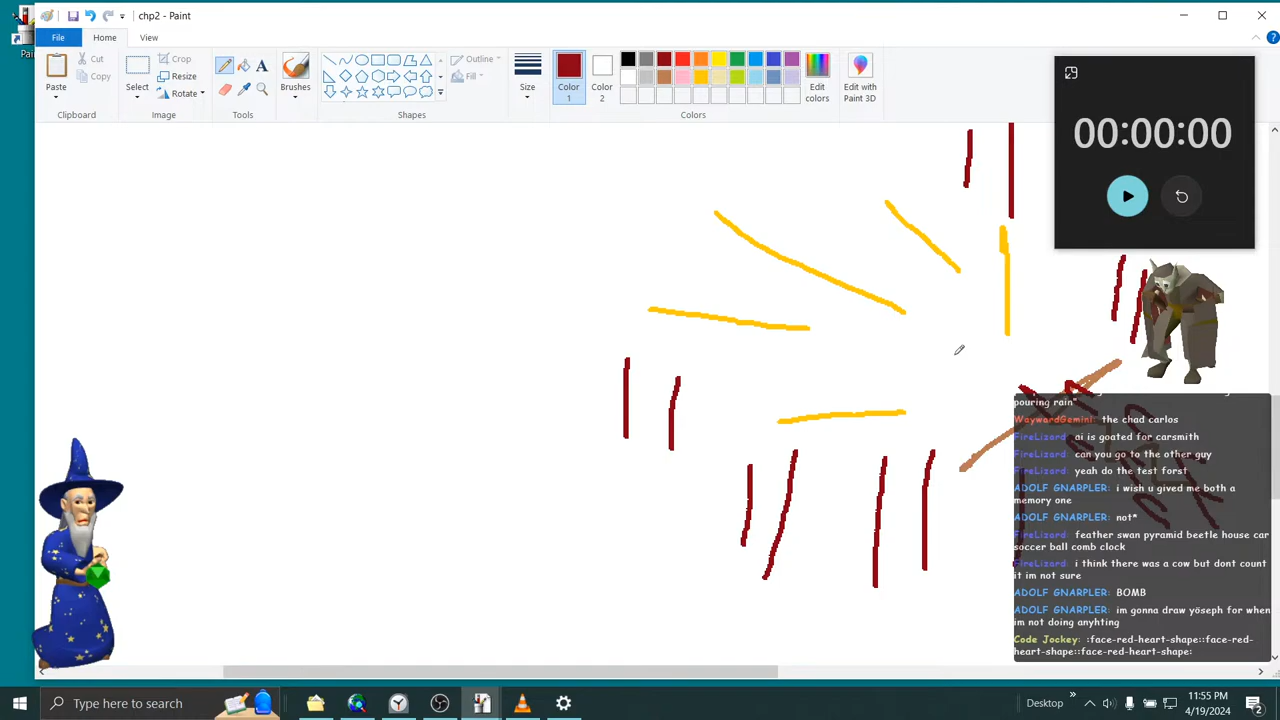 chp2 - Paint
File
Home
View
Paste
Cut
Copy
Clipboard
Select
Crop
Resize
Rotate
Image
Tools
Brushes
Outline
Fill
Shapes
Size
Color
1
Color
2
Edit
colors
Edit with
Paint 3D
Colors
00:00:00
pouring rain"
WaywardGemini: the chad carlos
FireLizard: ai is goated for carsmith
FireLizard: can you go to the other guy
FireLizard: yeah do the test forst
ADOLF GNARPLER: i wish u gived me both a
memory one
ADOLF GNARPLER: not*
FireLizard: feather swan pyramid beetle house car
soccer ball comb clock
FireLizard: i think there was a cow but dont count
it im not sure
ADOLF GNARPLER: BOMB
ADOLF GNARPLER: im gonna draw yöseph for when
im not doing anyhting
Code Jockey: :face-red-heart-shape::face-red-
heart-shape::face-red-heart-shape:
Type here to search
Desktop
11:55 PM
4/19/2024
2